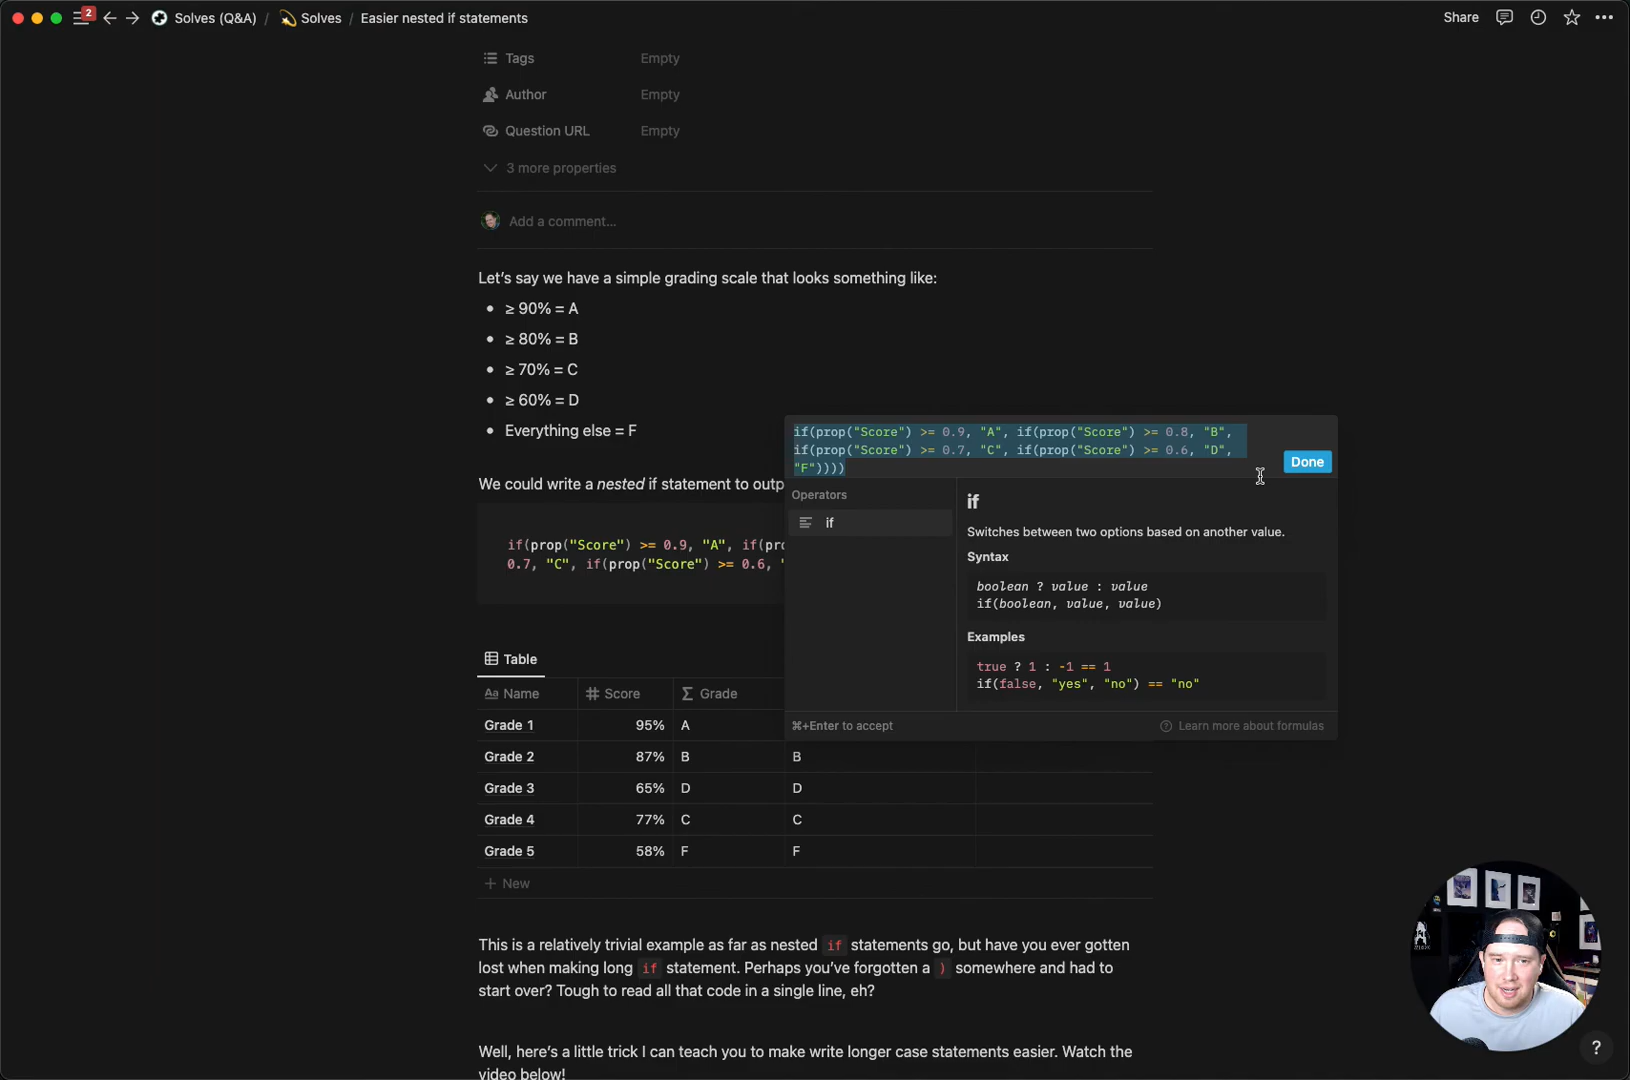 2
Solves (Q&A) / Solves / Easier nested if statements
Share
Tags Empty
Author Empty
Question URL Empty
3 more properties
Add a comment...
Let's say we have a simple grading scale that looks something like:
• ≥ 90% = A
• ≥ 80% = B
• ≥ 70% = C
• ≥ 60% = D
• Everything else = F
We could write a nested if statement to outp
if(prop("Score") >= 0.9, "A", if(pro
0.7, "C", if(prop("Score") >= 0.6, "
if(prop("Score") >= 0.9, "A", if(prop("Score") >= 0.8, "B",
if(prop("Score") >= 0.7, "C", if(prop("Score") >= 0.6, "D",
"F"))))
Done
Operators
if
if
Switches between two options based on another value.
Syntax
boolean ? value : value
if(boolean, value, value)
Examples
true ? 1 : -1 == 1
if(false, "yes", "no") == "no"
⌘+Enter to accept
Learn more about formulas
Table
Aa Name # Score Σ Grade
Grade 1 95% A
Grade 2 87% B B
Grade 3 65% D D
Grade 4 77% C C
Grade 5 58% F F
+ New
This is a relatively trivial example as far as nested if statements go, but have you ever gotten
lost when making long if statement. Perhaps you've forgotten a ) somewhere and had to
start over? Tough to read all that code in a single line, eh?
Well, here's a little trick I can teach you to make write longer case statements easier. Watch the
video below!
?